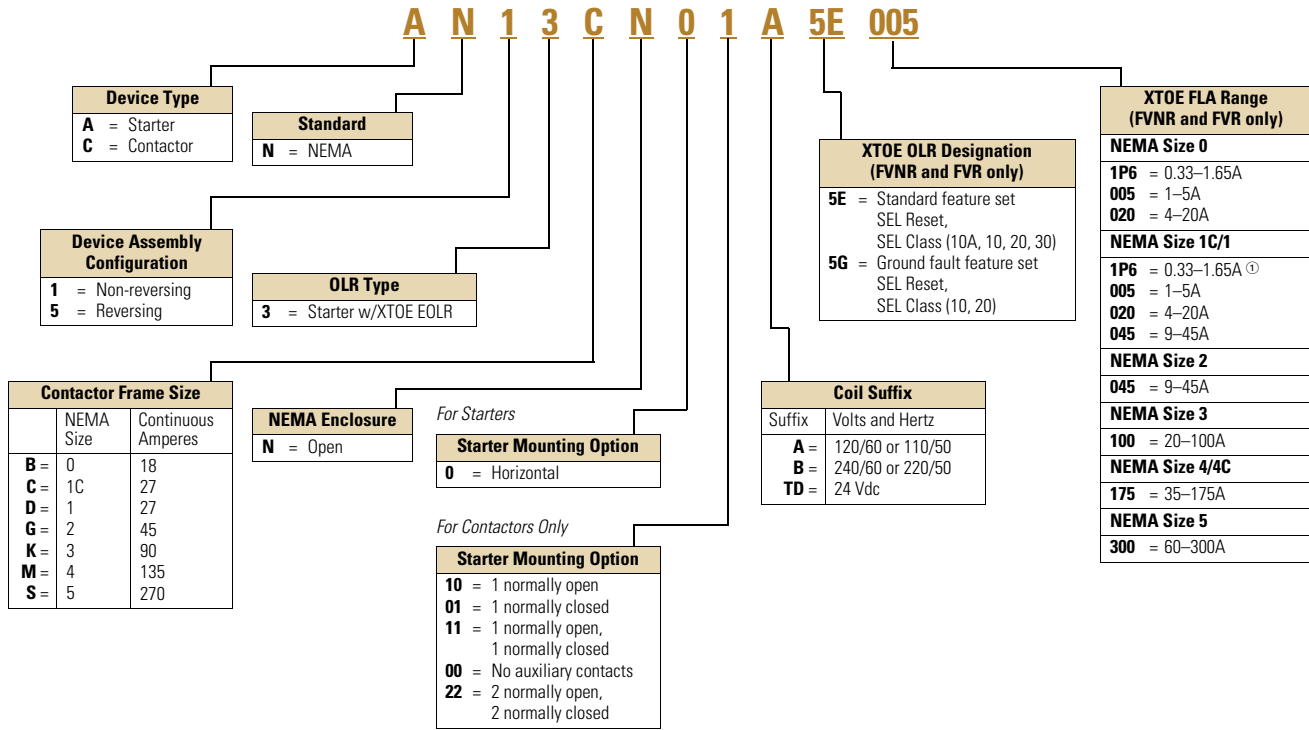 A N 1 3 C N 0 1 A 5E 005
Device Type
A = Starter
C = Contactor
Standard
N = NEMA
Device Assembly
Configuration
1 = Non-reversing
5 = Reversing
OLR Type
3 = Starter w/XTOE EOLR
Contactor Frame Size
NEMA Size Continuous Amperes
B = 0 18
C = 1C 27
D = 1 27
G = 2 45
K = 3 90
M = 4 135
S = 5 270
NEMA Enclosure
N = Open
For Starters
Starter Mounting Option
0 = Horizontal
For Contactors Only
Starter Mounting Option
10 = 1 normally open
01 = 1 normally closed
11 = 1 normally open,
1 normally closed
00 = No auxiliary contacts
22 = 2 normally open,
2 normally closed
Coil Suffix
Suffix Volts and Hertz
A = 120/60 or 110/50
B = 240/60 or 220/50
TD = 24 Vdc
XTOE OLR Designation
(FVNR and FVR only)
5E = Standard feature set
SEL Reset,
SEL Class (10A, 10, 20, 30)
5G = Ground fault feature set
SEL Reset,
SEL Class (10, 20)
XTOE FLA Range
(FVNR and FVR only)
NEMA Size 0
1P6 = 0.33–1.65A
005 = 1–5A
020 = 4–20A
NEMA Size 1C/1
1P6 = 0.33–1.65A ①
005 = 1–5A
020 = 4–20A
045 = 9–45A
NEMA Size 2
045 = 9–45A
NEMA Size 3
100 = 20–100A
NEMA Size 4/4C
175 = 35–175A
NEMA Size 5
300 = 60–300A